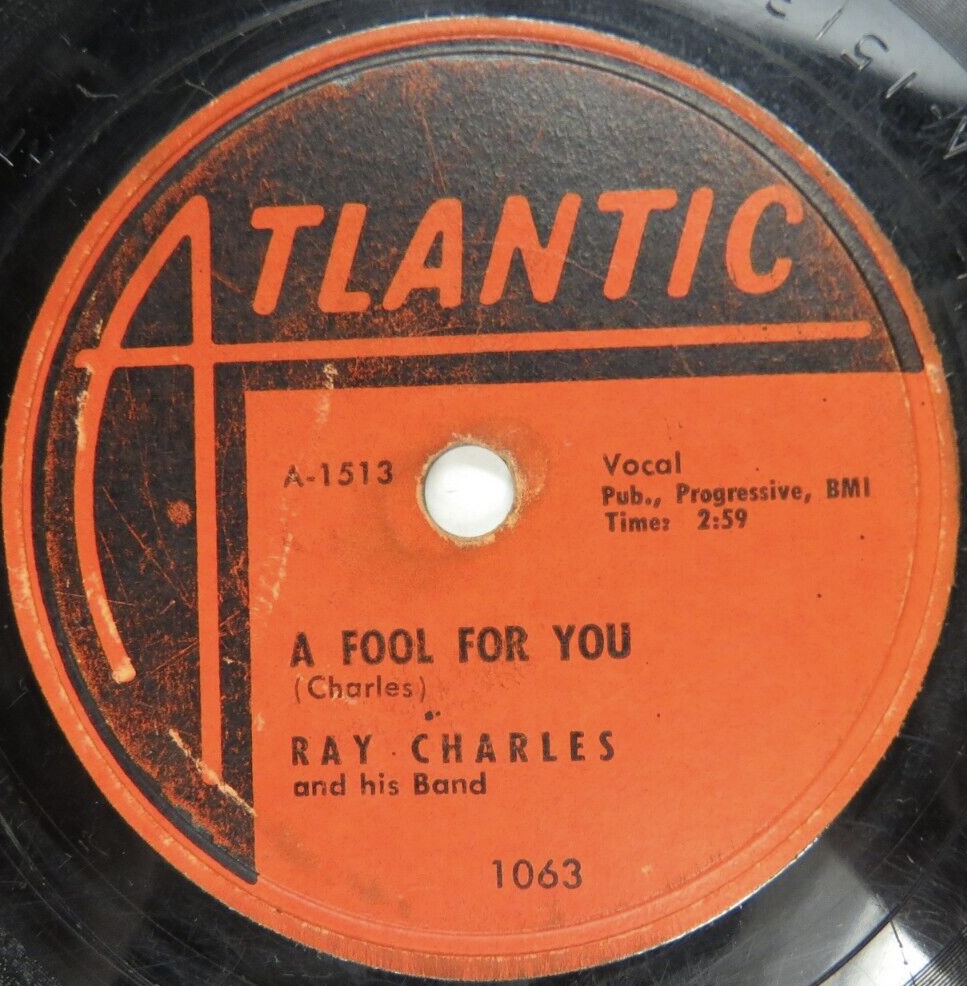 ATLANTIC
A-1513
Vocal
Pub., Progressive, BMI
Time: 2:59
A FOOL FOR YOU
(Charles)
RAY CHARLES
and his Band
1063